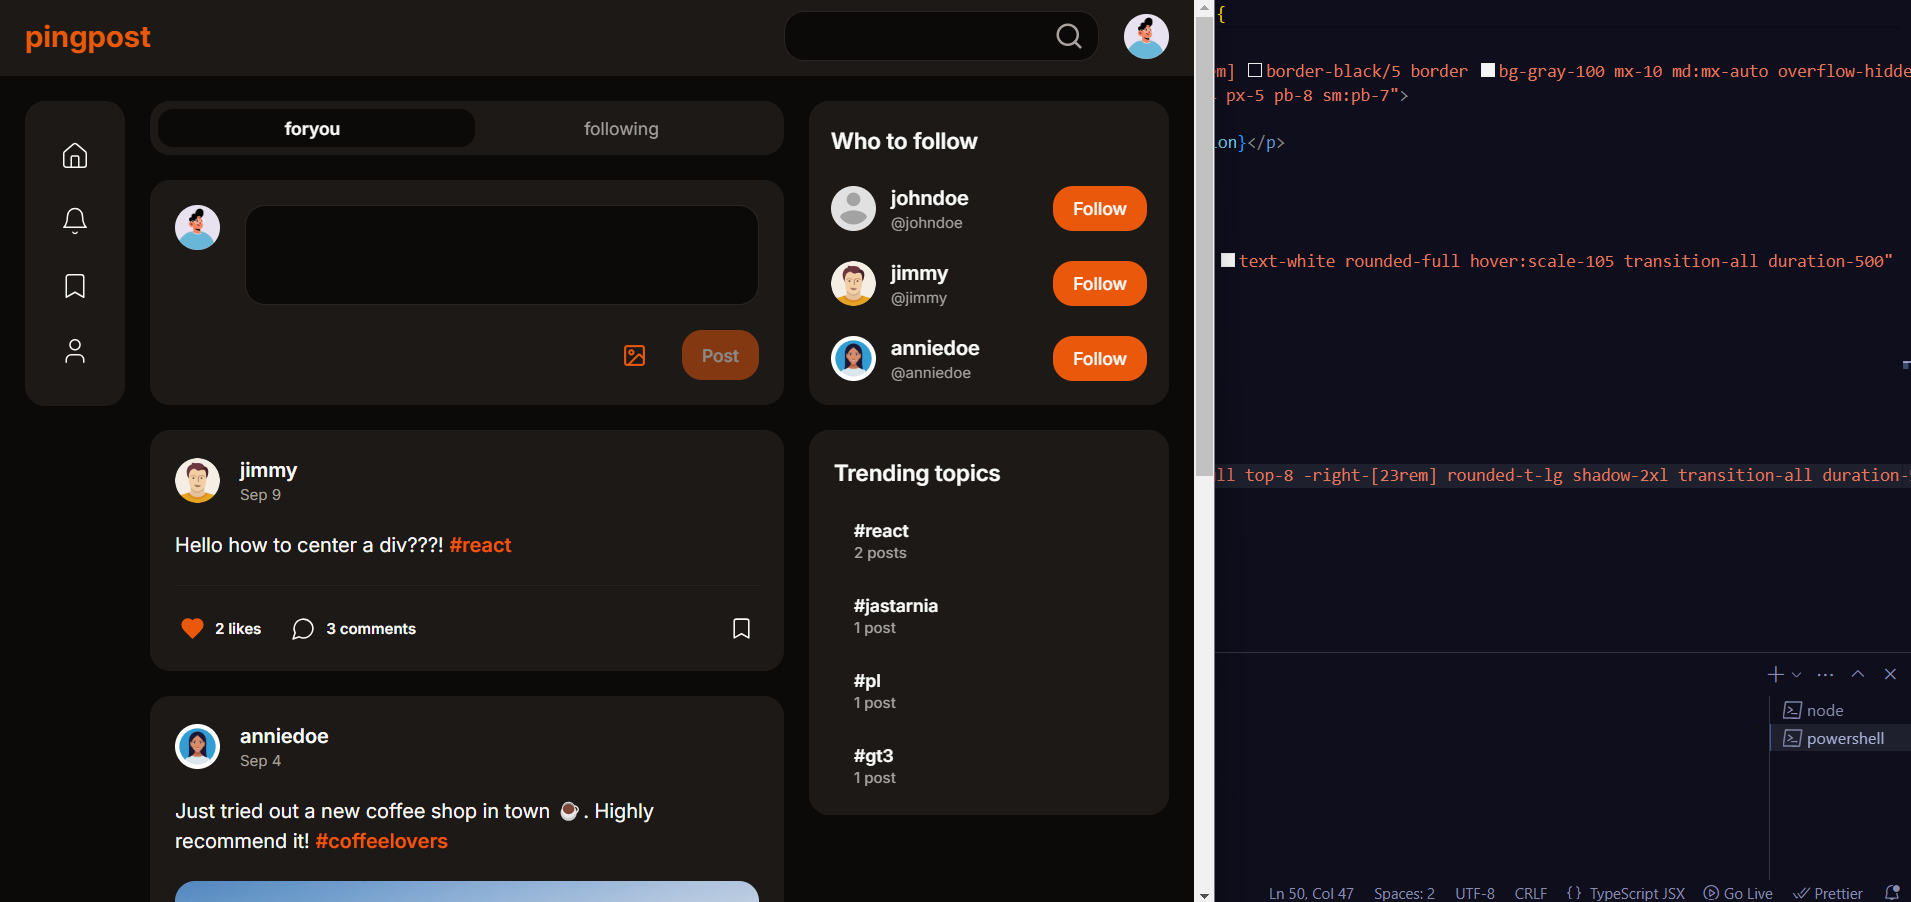 pingpost
foryou
following
Who to follow
johndoe
@johndoe
Follow
jimmy
@jimmy
Follow
anniedoe
@anniedoe
Follow
Post
jimmy
Sep 9
Hello how to center a div???! #react
2 likes
3 comments
anniedoe
Sep 4
Just tried out a new coffee shop in town ☕. Highly
recommend it! #coffeelovers
Trending topics
#react
2 posts
#jastarnia
1 post
#pl
1 post
#gt3
1 post
{
m] border-black/5 border bg-gray-100 mx-10 md:mx-auto overflow-hidde
px-5 pb-8 sm:pb-7">
on}</p>
text-white rounded-full hover:scale-105 transition-all duration-500"
ll top-8 -right-[23rem] rounded-t-lg shadow-2xl transition-all duration-
node
powershell
Ln 50, Col 47 Spaces: 2 UTF-8 CRLF {} TypeScript JSX Go Live Prettier